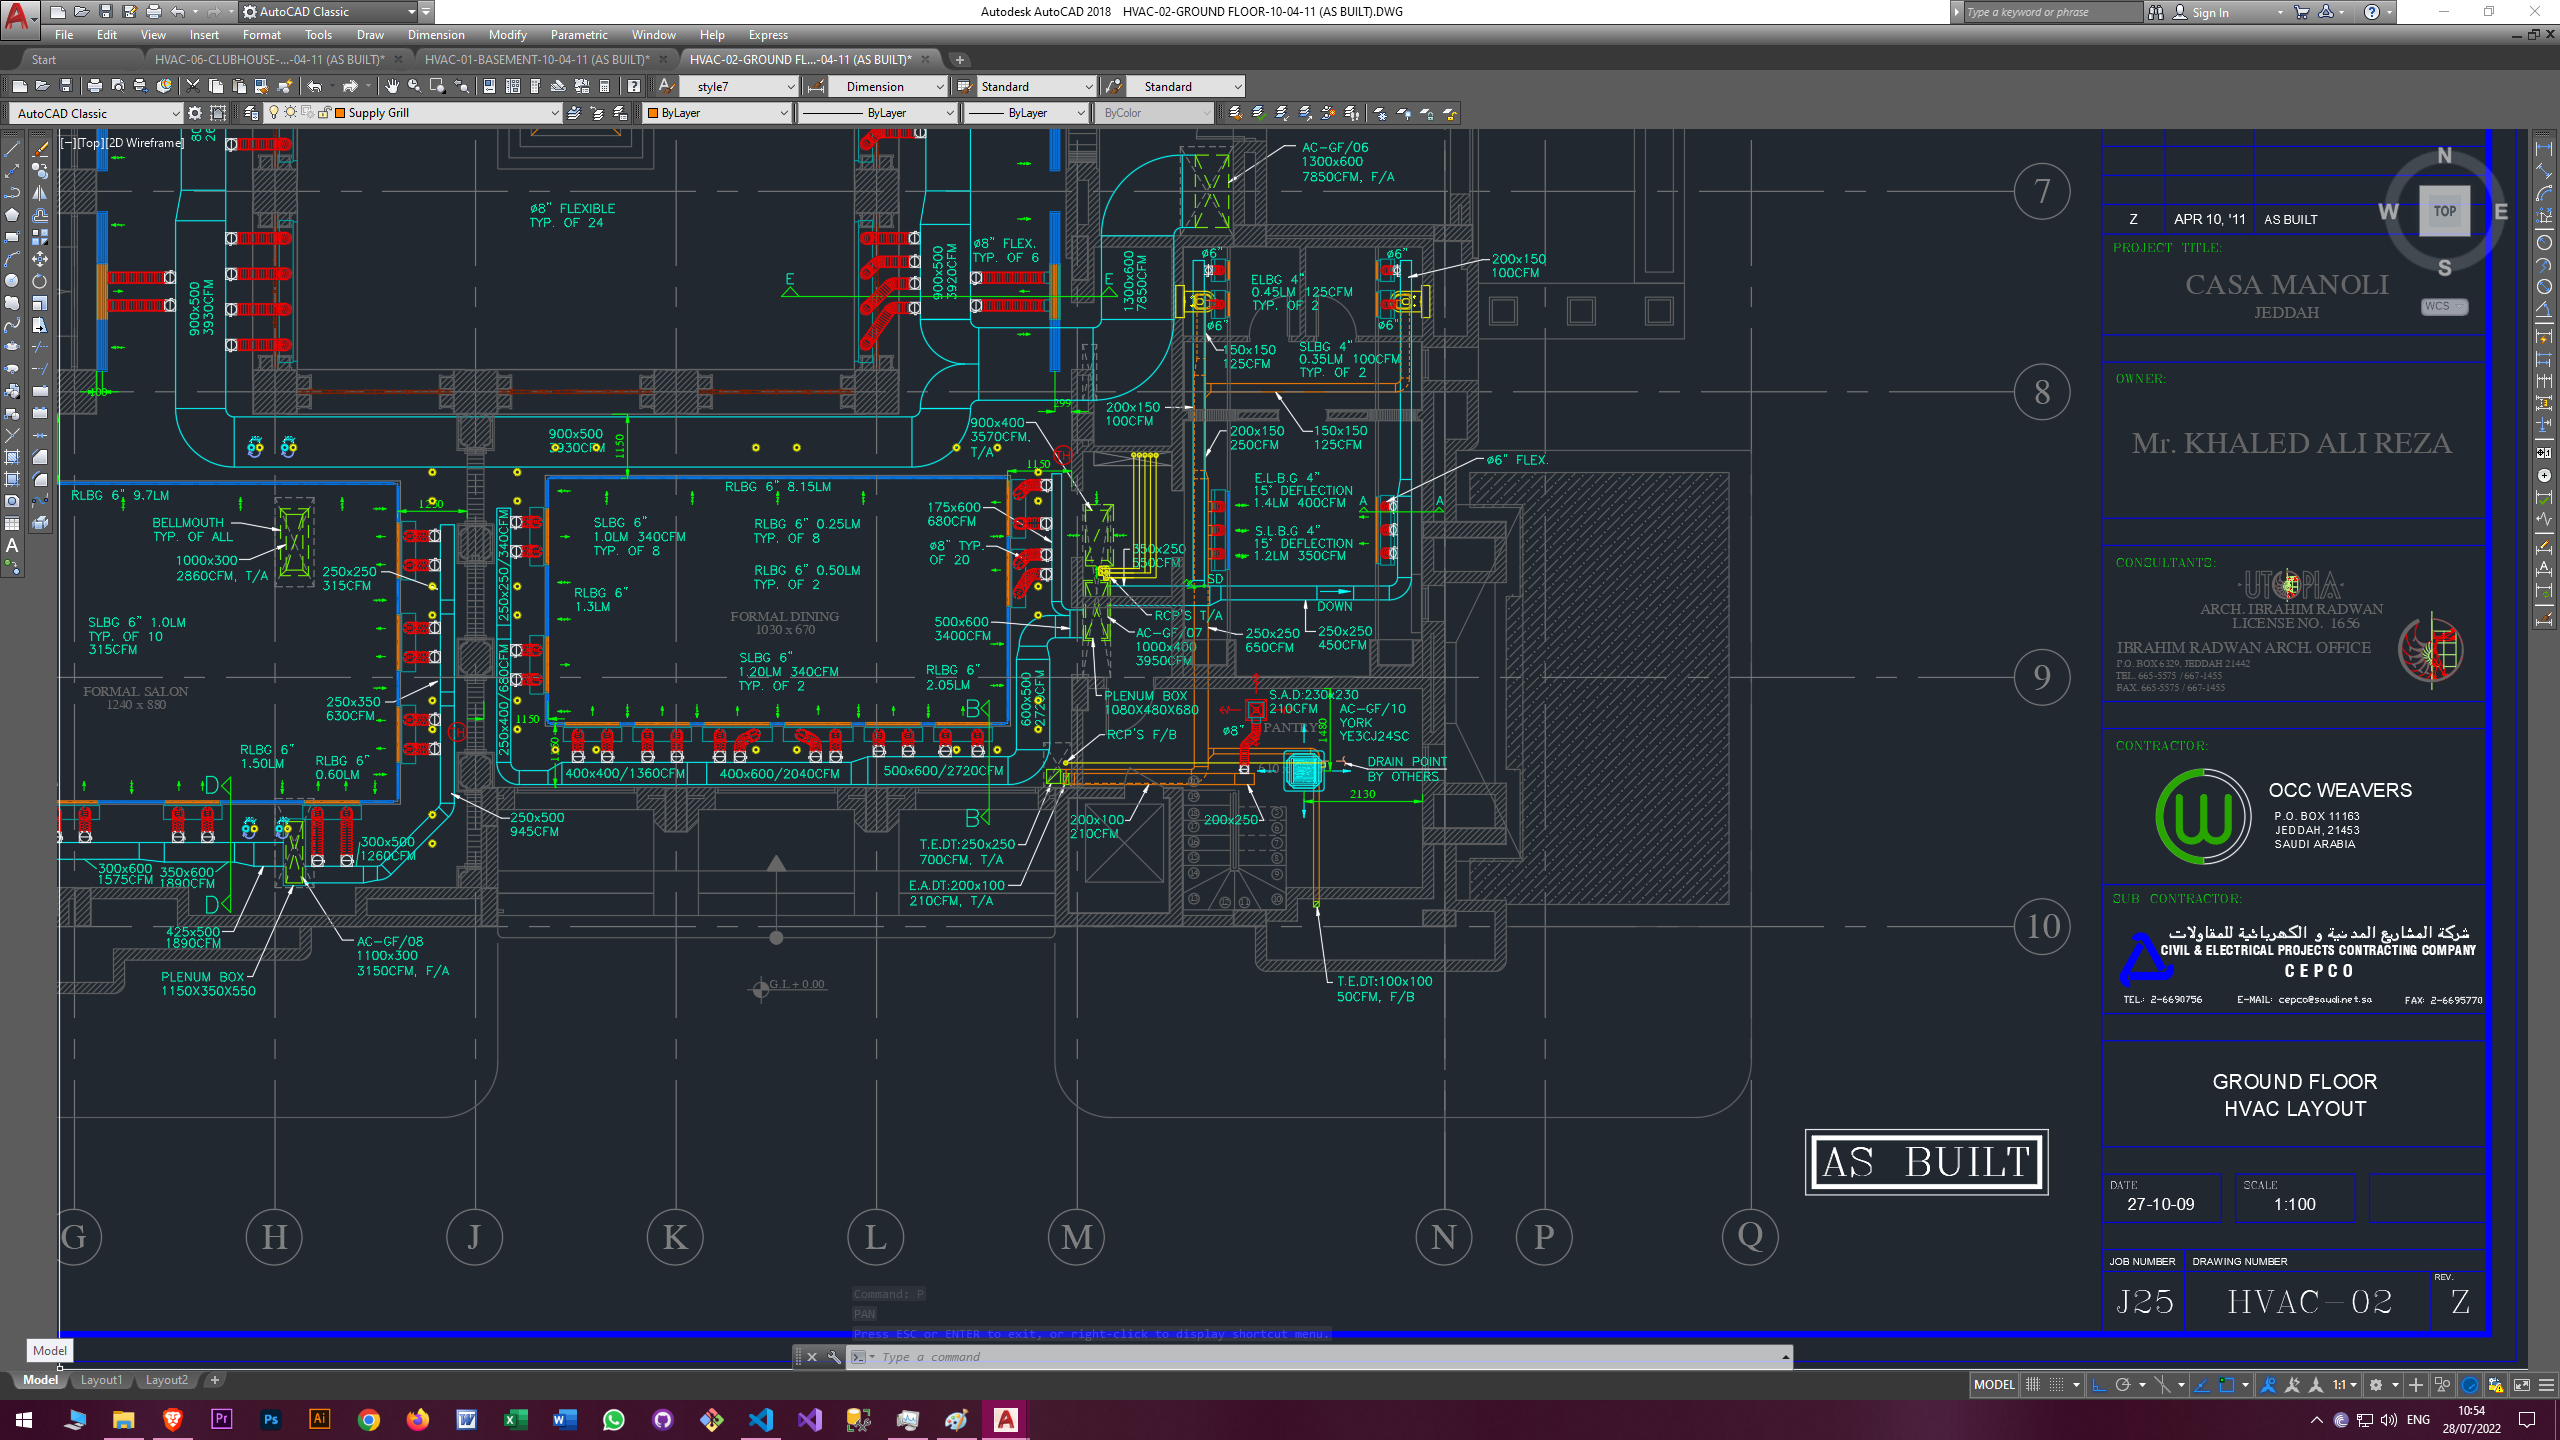 AutoCAD Classic
Autodesk AutoCAD 2018 HVAC-02-GROUND FLOOR-10-04-11 (AS BUILT).DWG
Type a keyword or phrase
Sign In
File Edit View Insert Format Tools Draw Dimension Modify Parametric Window Help Express
Start
HVAC-06-CLUBHOUSE-...-04-11 (AS BUILT)*
HVAC-01-BASEMENT-10-04-11 (AS BUILT)*
HVAC-02-GROUND FL...-04-11 (AS BUILT)*
style7
Dimension
Standard
Standard
AutoCAD Classic
Supply Grill
ByLayer
ByLayer
ByLayer
ByColor
[−][Top][2D Wireframe]
ø8" FLEXIBLE
TYP. OF 24
900x500
3930CFM
900x500
3920CFM
ø8" FLEX.
TYP. OF 6
E
E
1300x600
7850CFM
AC-GF/06
1300x600
7850CFM, F/A
ø6"
ø6"
200x150
100CFM
ELBG 4"
0.45LM 125CFM
TYP. OF 2
ø6"
ø6"
150x150
125CFM
SLBG 4"
0.35LM 100CFM
TYP. OF 2
400
299
200x150
100CFM
900x400
3570CFM,
T/A
200x150
250CFM
150x150
125CFM
900x500
3930CFM
1150
1150
ø6" FLEX.
RLBG 6" 9.7LM
RLBG 6" 8.15LM
E.L.B.G 4"
15° DEFLECTION
1.4LM 400CFM
A
A
S.L.B.G 4"
15° DEFLECTION
1.2LM 350CFM
BELLMOUTH
TYP. OF ALL
1000x300
2860CFM, T/A
1250
SLBG 6"
1.0LM 340CFM
TYP. OF 8
RLBG 6" 0.25LM
TYP. OF 8
RLBG 6" 0.50LM
TYP. OF 2
175x600
680CFM
ø8" TYP.
OF 20
250x250/340CFM
250x250
315CFM
350x250
550CFM
SD
RLBG 6"
1.3LM
FORMAL DINING
1030 x 670
DOWN
RCP'S T/A
SLBG 6" 1.0LM
TYP. OF 10
315CFM
500x600
3400CFM
AC-GF/07
1000x400
3950CFM
250x250
650CFM
250x250
450CFM
SLBG 6"
1.20LM 340CFM
TYP. OF 2
RLBG 6"
2.05LM
600x500
2720CFM
FORMAL SALON
1240 x 880
250x350
630CFM
250x400/680CFM
1150
B
PLENUM BOX
1080X480X680
S.A.D:230x230
210CFM
AC-GF/10
YORK
YE3CJ24SC
1480
ø8"
PANTRY
RCP'S F/B
RLBG 6"
1.50LM
RLBG 6"
0.60LM
400x400/1360CFM
400x600/2040CFM
500x600/2720CFM
DRAIN POINT
BY OTHERS
2130
D
D
B
250x500
945CFM
200x100
210CFM
200x250
T.E.DT:250x250
700CFM, T/A
E.A.DT:200x100
210CFM, T/A
300x500
1260CFM
300x600
1575CFM
350x600
1890CFM
425x500
1890CFM
AC-GF/08
1100x300
3150CFM, F/A
PLENUM BOX
1150X350X550
G.L + 0.00
T.E.DT:100x100
50CFM, F/B
7
8
9
10
G H J K L M N P Q
AS BUILT
N
W
TOP
E
S
WCS
Z APR 10, '11 AS BUILT
PROJECT TITLE:
CASA MANOLI
JEDDAH
OWNER:
Mr. KHALED ALI REZA
CONSULTANTS:
UTOPIA
ARCH. IBRAHIM RADWAN
LICENSE NO. 1656
IBRAHIM RADWAN ARCH. OFFICE
P.O. BOX 6329, JEDDAH 21442
TEL. 665-5575 / 667-1455
FAX. 665-5575 / 667-1455
CONTRACTOR:
OCC WEAVERS
P.O. BOX 11163
JEDDAH, 21453
SAUDI ARABIA
SUB CONTRACTOR:
شركة المشاريع المدنية و الكهربائية للمقاولات
CIVIL & ELECTRICAL PROJECTS CONTRACTING COMPANY
CEPCO
TEL.: 2-6690756 E-MAIL: cepco@saudi.net.sa FAX: 2-6695770
GROUND FLOOR
HVAC LAYOUT
DATE
27-10-09
SCALE
1:100
JOB NUMBER
J25
DRAWING NUMBER
HVAC-02
REV.
Z
Command: P
PAN
Press ESC or ENTER to exit, or right-click to display shortcut menu.
Type a command
Model
Model Layout1 Layout2
MODEL
1:1
ENG
10:54
28/07/2022